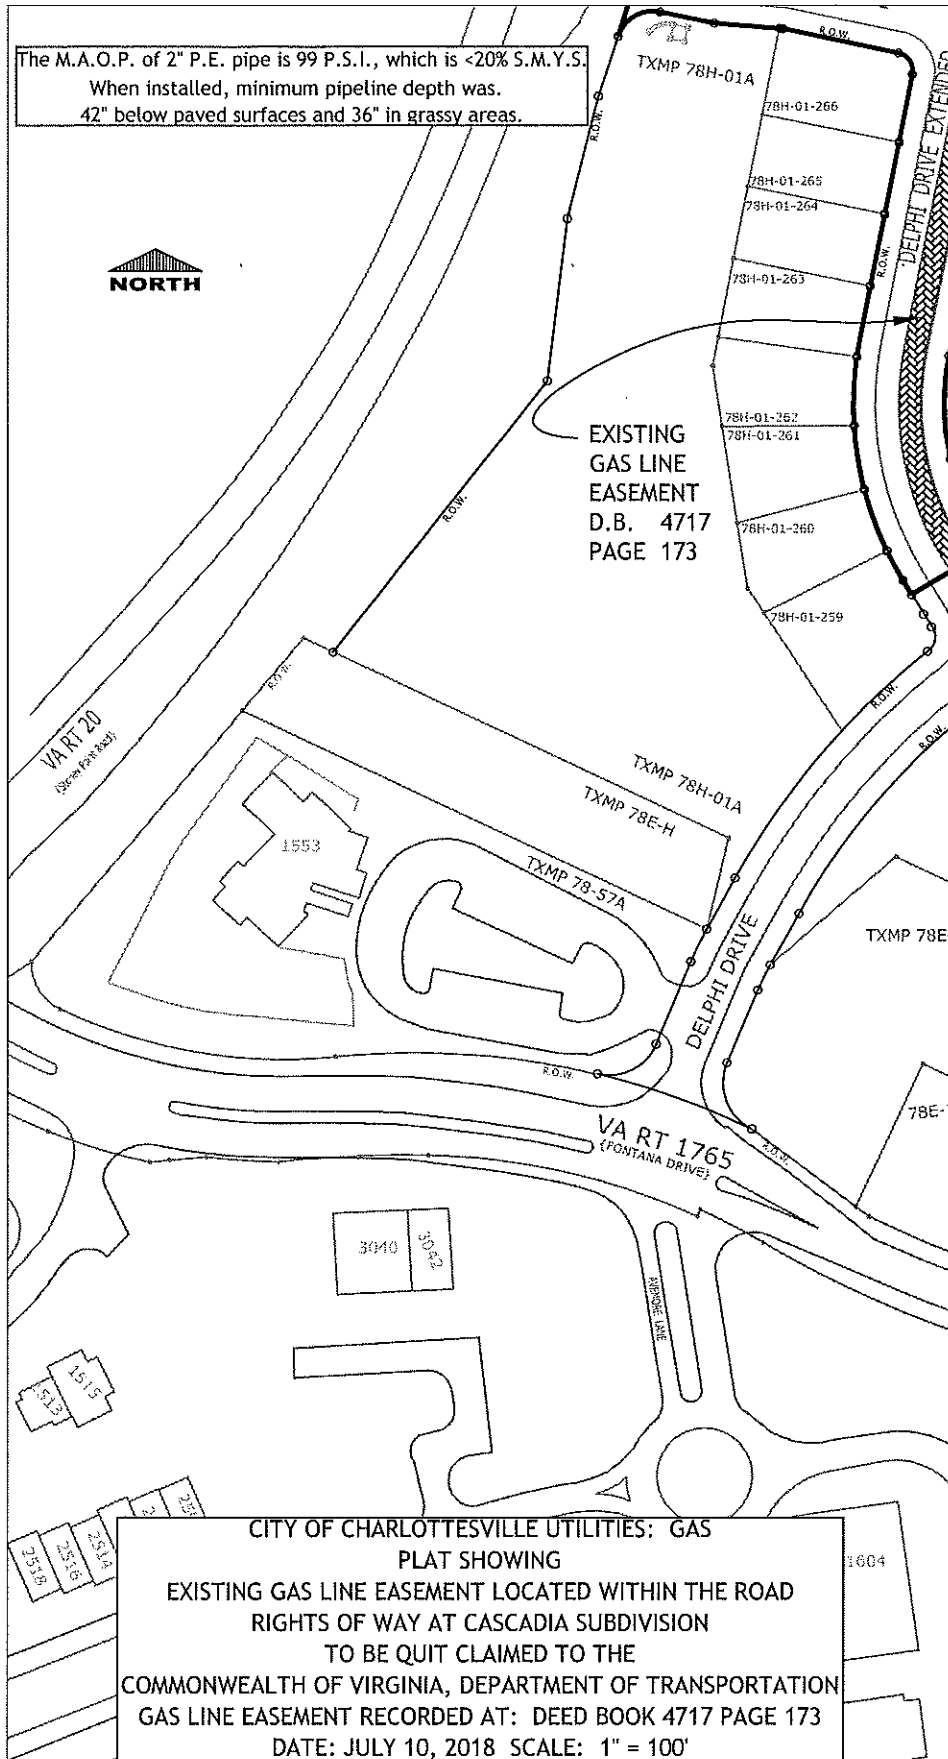 The M.A.O.P. of 2" P.E. pipe is 99 P.S.I., which is <20% S.M.Y.S.
When installed, minimum pipeline depth was.
42" below paved surfaces and 36" in grassy areas.
R.O.W.
TXMP 78H-01A
R.O.W.
78H-01-266
DELPHI DRIVE EXTENDED
78H-01-265
78H-01-264
R.O.W.
78H-01-263
NORTH
78H-01-262
78H-01-261
EXISTING
GAS LINE
EASEMENT
D.B. 4717
PAGE 173
R.O.W.
78H-01-260
78H-01-259
R.O.W.
R.O.W.
R.O.W.
VA RT 20
TXMP 78H-01A
TXMP 78E-H
1553
TXMP 78-57A
TXMP 78E
DELPHI DRIVE
R.O.W.
78E-
VA RT 1765
(FONTANA DRIVE)
R.O.W.
3040
3042
AVEMORE LANE
1515
1513
2518
2516
2514
1604
CITY OF CHARLOTTESVILLE UTILITIES: GAS
PLAT SHOWING
EXISTING GAS LINE EASEMENT LOCATED WITHIN THE ROAD
RIGHTS OF WAY AT CASCADIA SUBDIVISION
TO BE QUIT CLAIMED TO THE
COMMONWEALTH OF VIRGINIA, DEPARTMENT OF TRANSPORTATION
GAS LINE EASEMENT RECORDED AT: DEED BOOK 4717 PAGE 173
DATE: JULY 10, 2018 SCALE: 1" = 100'